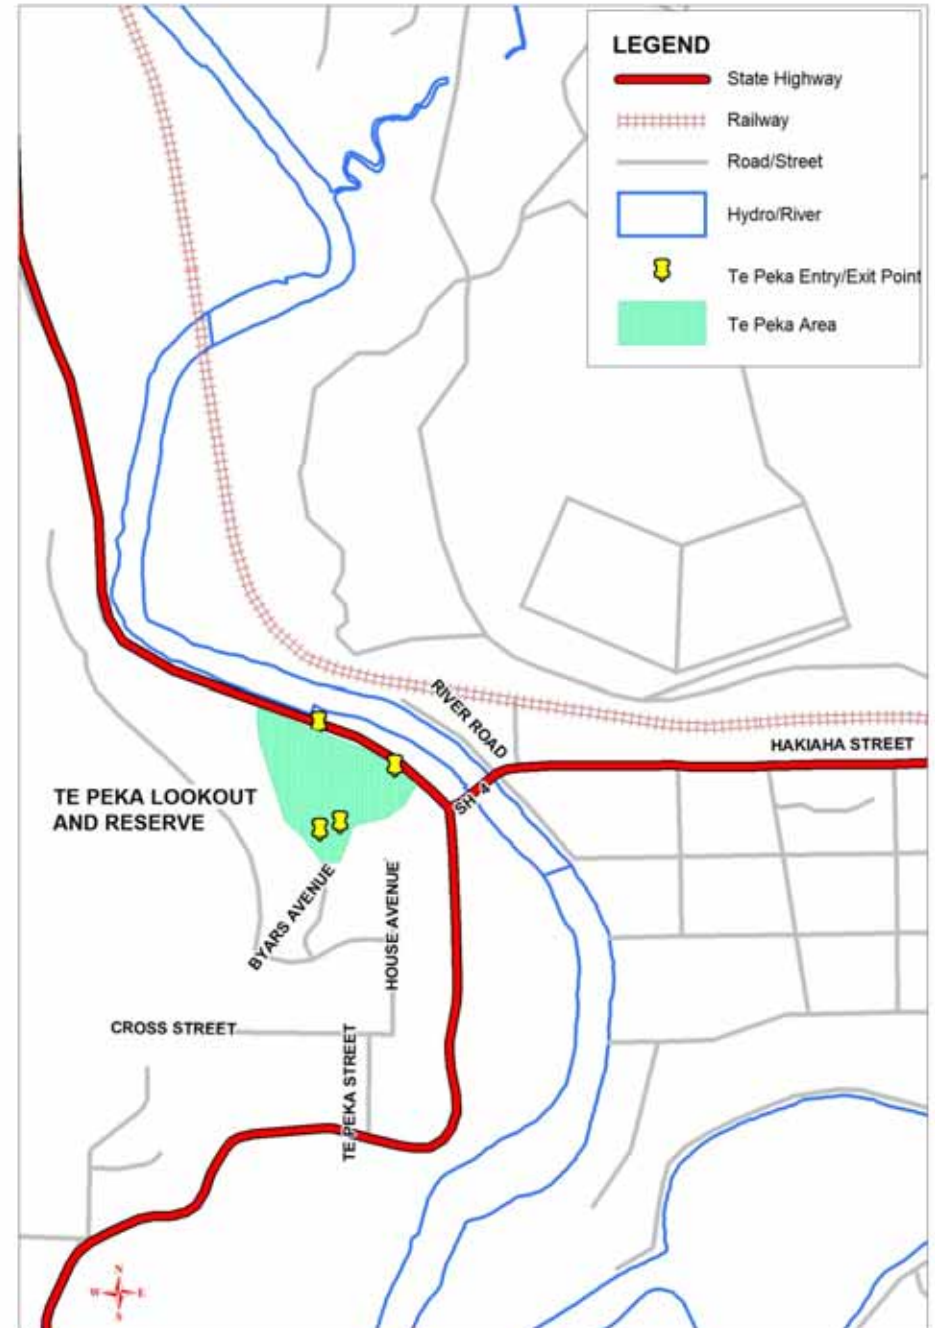 LEGEND
State Highway
Railway
Road/Street
Hydro/River
Te Peka Entry/Exit Point
Te Peka Area
RIVER ROAD
HAKIAHA STREET
SH 4
TE PEKA LOOKOUT
AND RESERVE
BYARS AVENUE
HOUSE AVENUE
CROSS STREET
TE PEKA STREET
N
W E
S